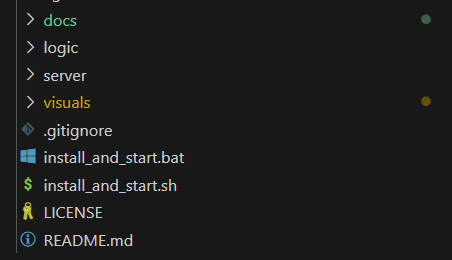 docs
logic
server
visuals
.gitignore
install_and_start.bat
install_and_start.sh
LICENSE
README.md